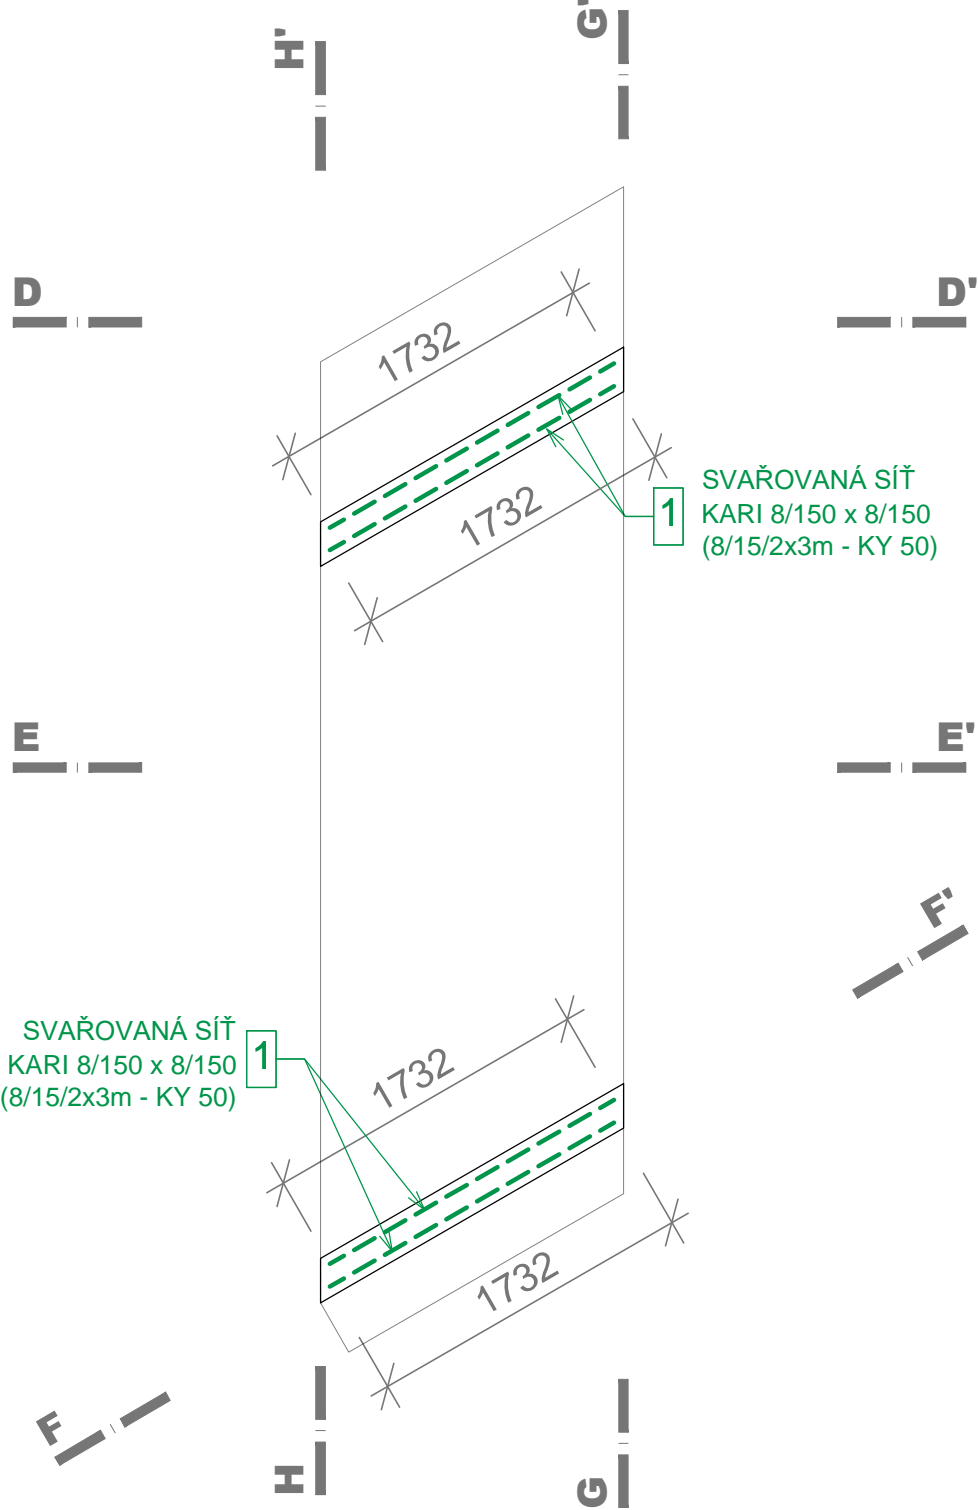 H'
G'
D
D'
1732
1732
1
SVAŘOVANÁ SÍŤ
KARI 8/150 x 8/150
(8/15/2x3m - KY 50)
E
E'
F'
SVAŘOVANÁ SÍŤ
KARI 8/150 x 8/150
(8/15/2x3m - KY 50)
1
1732
1732
F
H
G